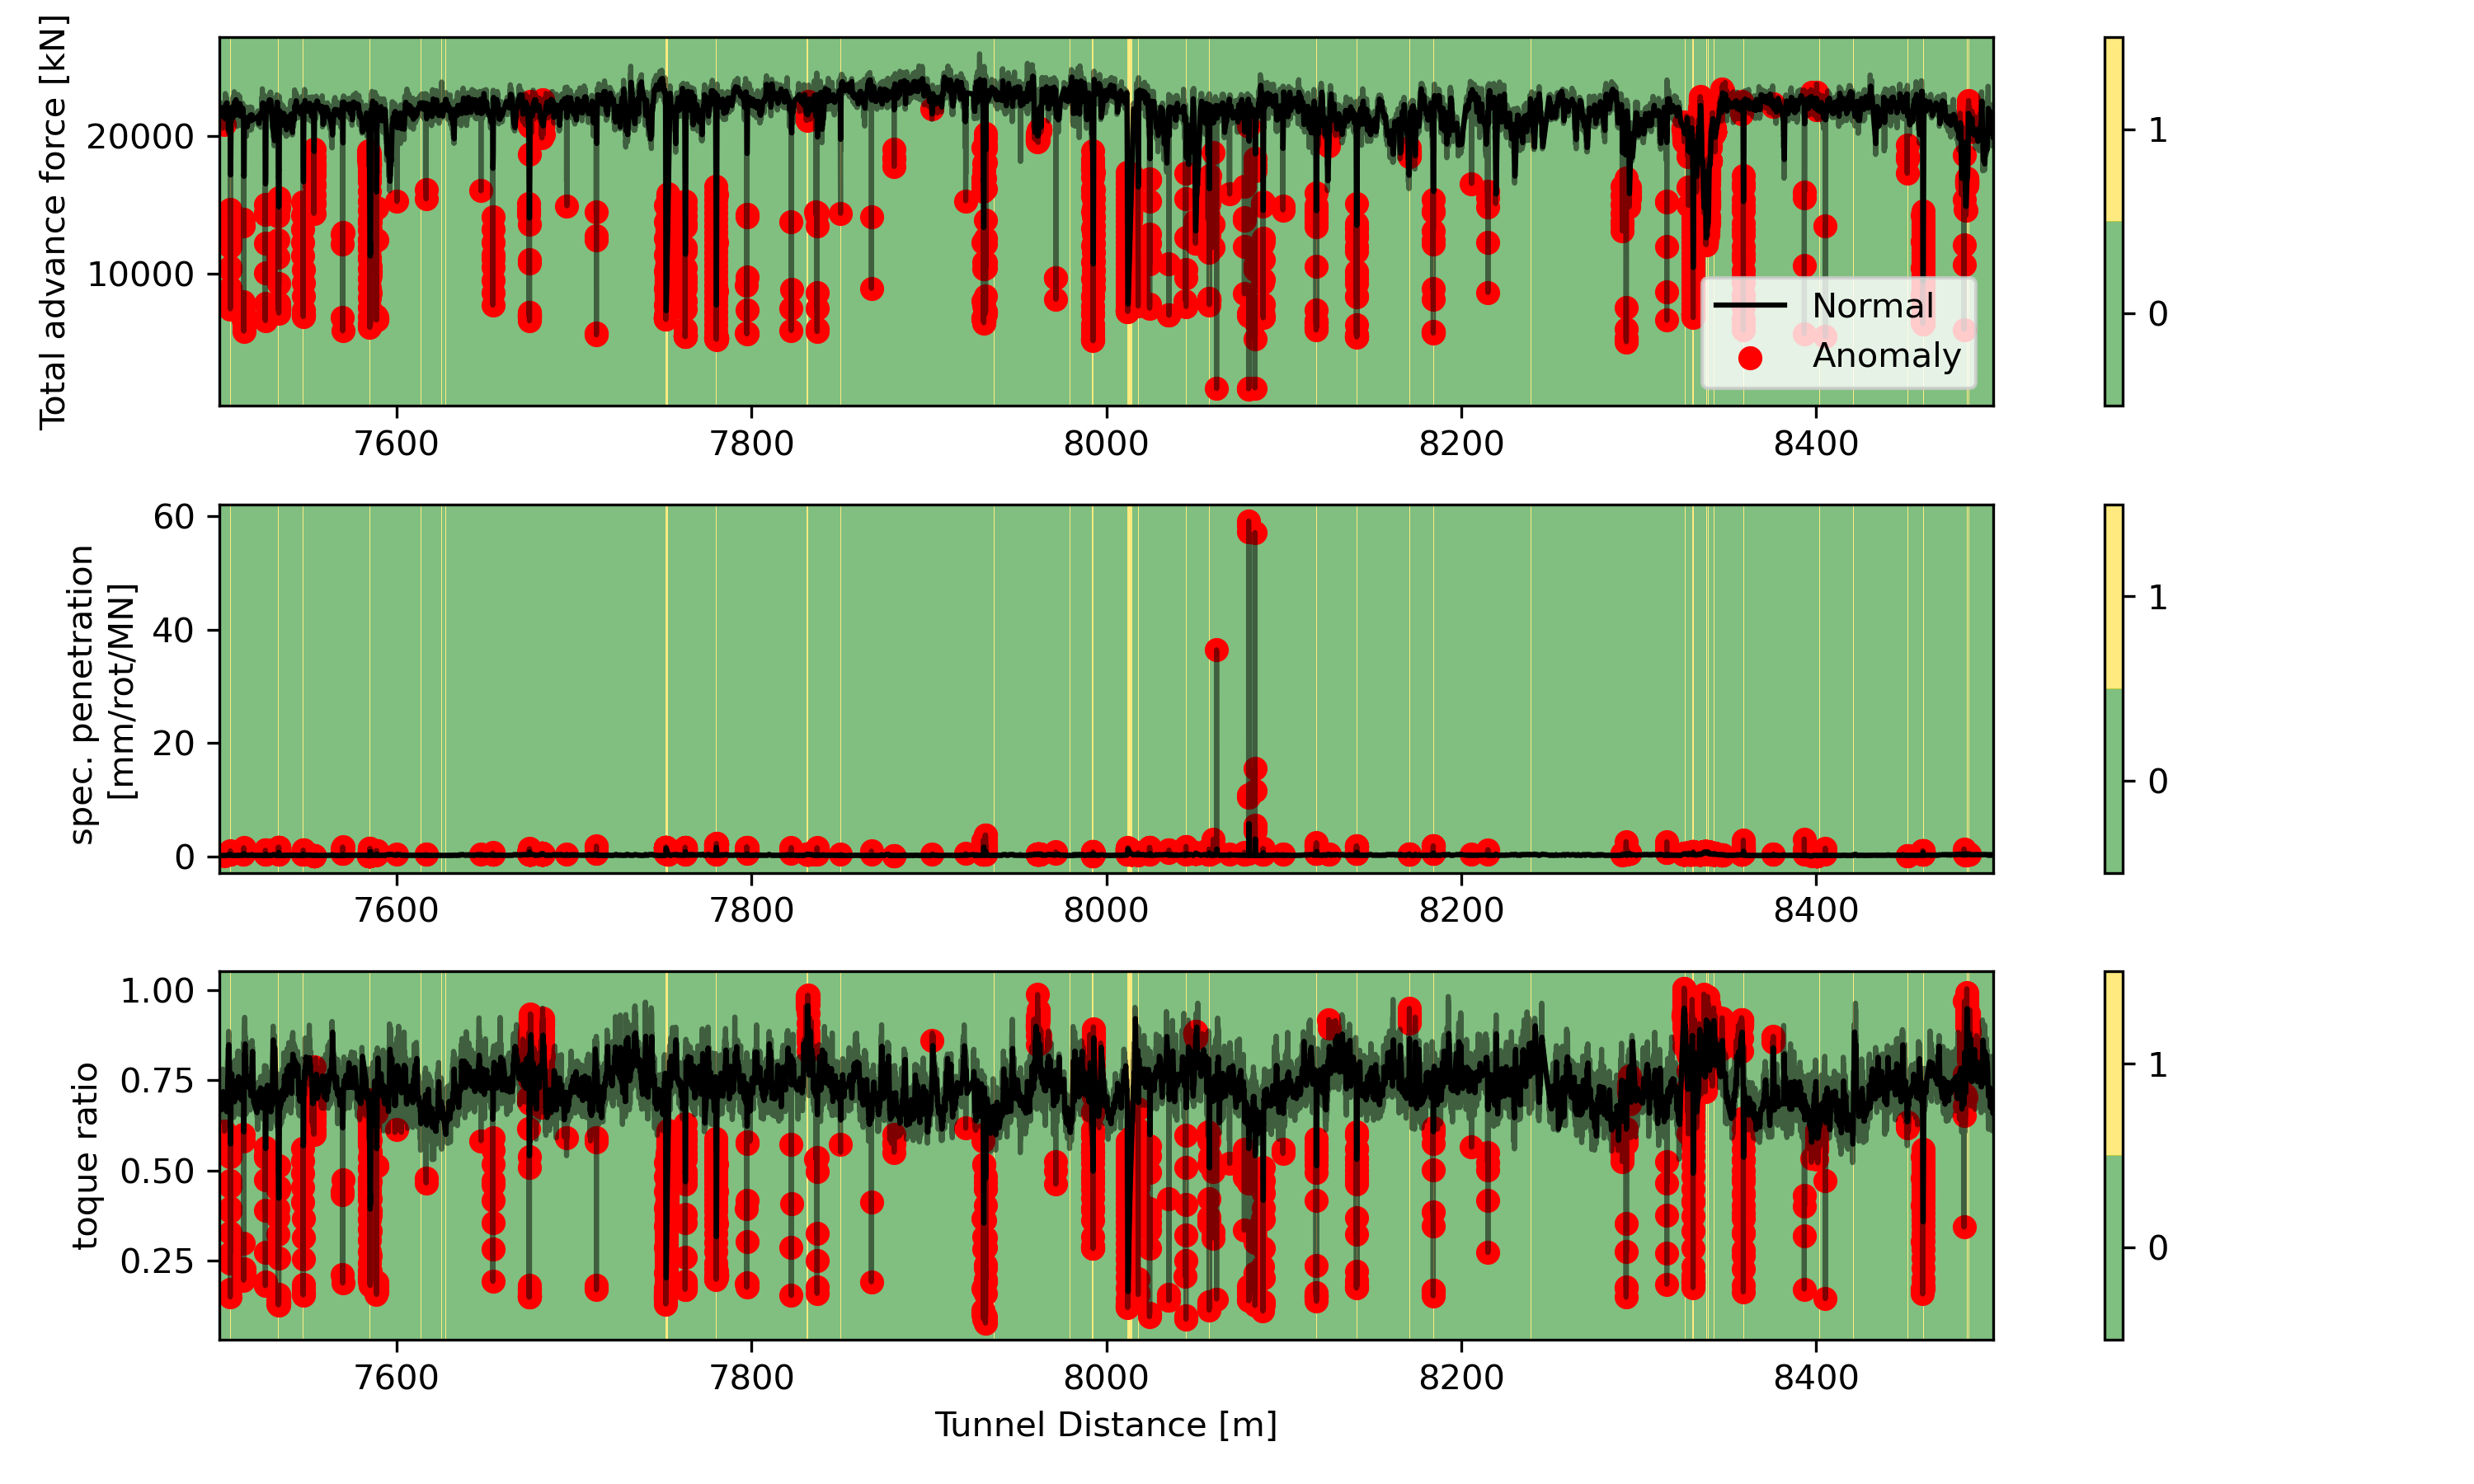 Total advance force [kN]
20000
10000
7600 7800 8000 8200 8400
Normal
Anomaly
1
0
spec. penetration
[mm/rot/MN]
60
40
20
0
7600 7800 8000 8200 8400
1
0
toque ratio
1.00
0.75
0.50
0.25
7600 7800 8000 8200 8400
Tunnel Distance [m]
1
0